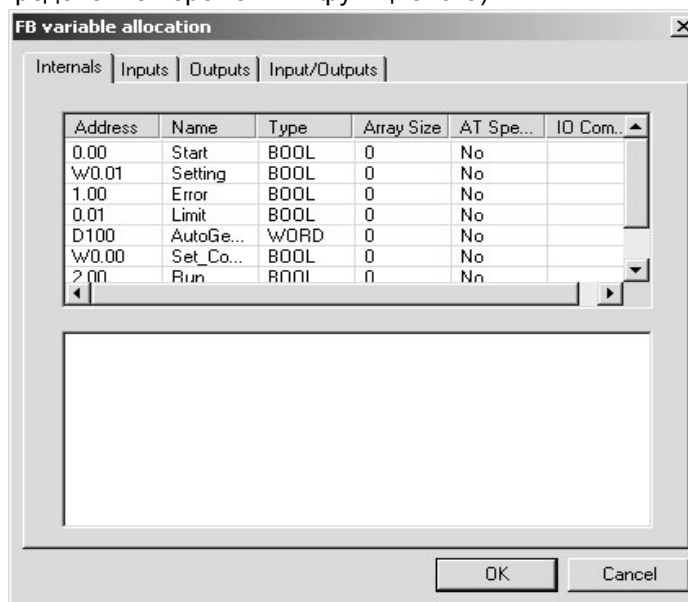 FB variable allocation
Internals Inputs Outputs Input/Outputs
Address Name Type Array Size AT Spe... IO Com...
0.00 Start BOOL 0 No
W0.01 Setting BOOL 0 No
1.00 Error BOOL 0 No
0.01 Limit BOOL 0 No
D100 AutoGe... WORD 0 No
W0.00 Set_Co... BOOL 0 No
2.00 Run BOOL 0 No
OK Cancel